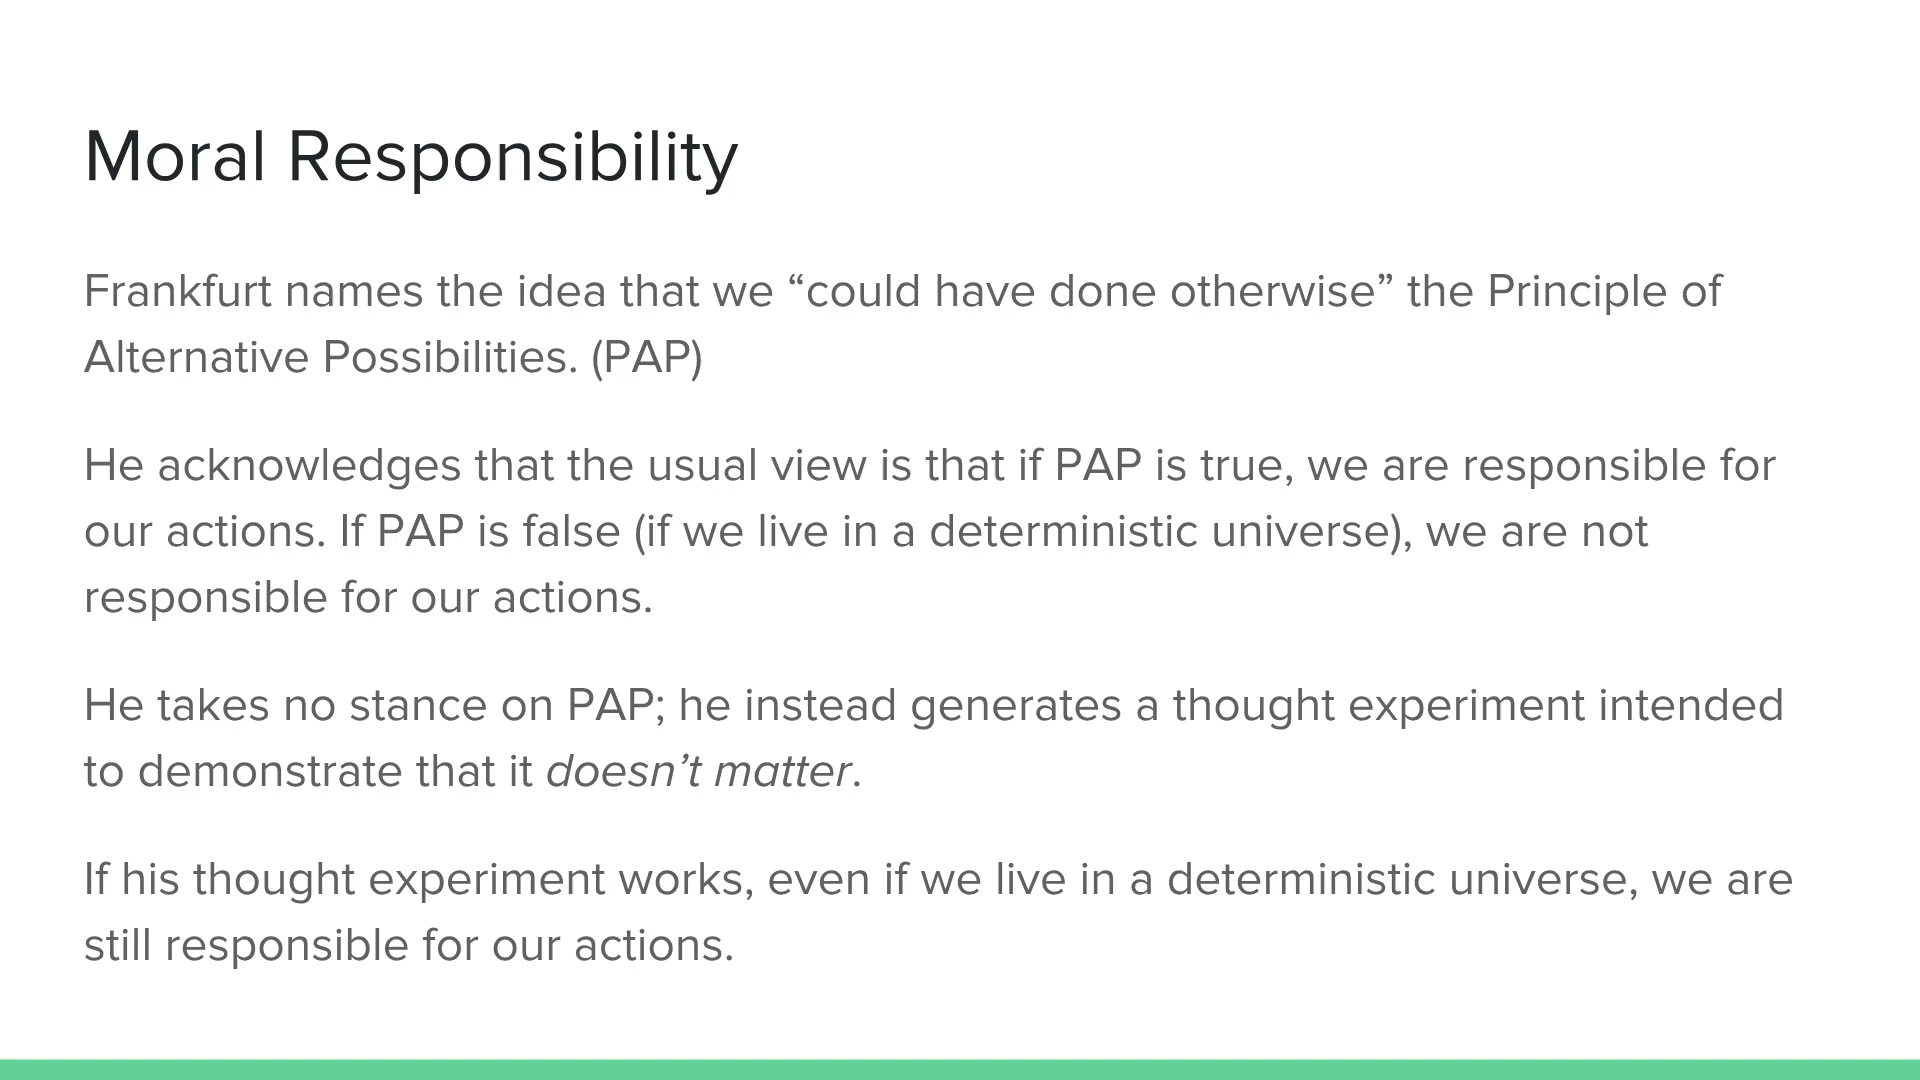 Moral Responsibility
Frankfurt names the idea that we “could have done otherwise” the Principle of
Alternative Possibilities. (PAP)
He acknowledges that the usual view is that if PAP is true, we are responsible for
our actions. If PAP is false (if we live in a deterministic universe), we are not
responsible for our actions.
He takes no stance on PAP; he instead generates a thought experiment intended
to demonstrate that it doesn’t matter.
If his thought experiment works, even if we live in a deterministic universe, we are
still responsible for our actions.